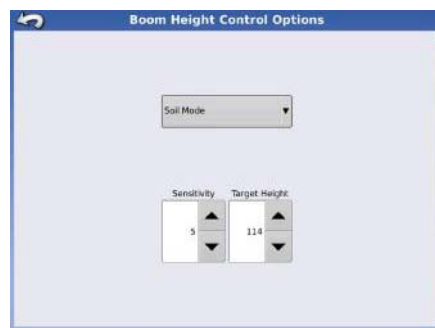 Boom Height Control Options
Soil Mode
Sensitivity Target Height
5 114